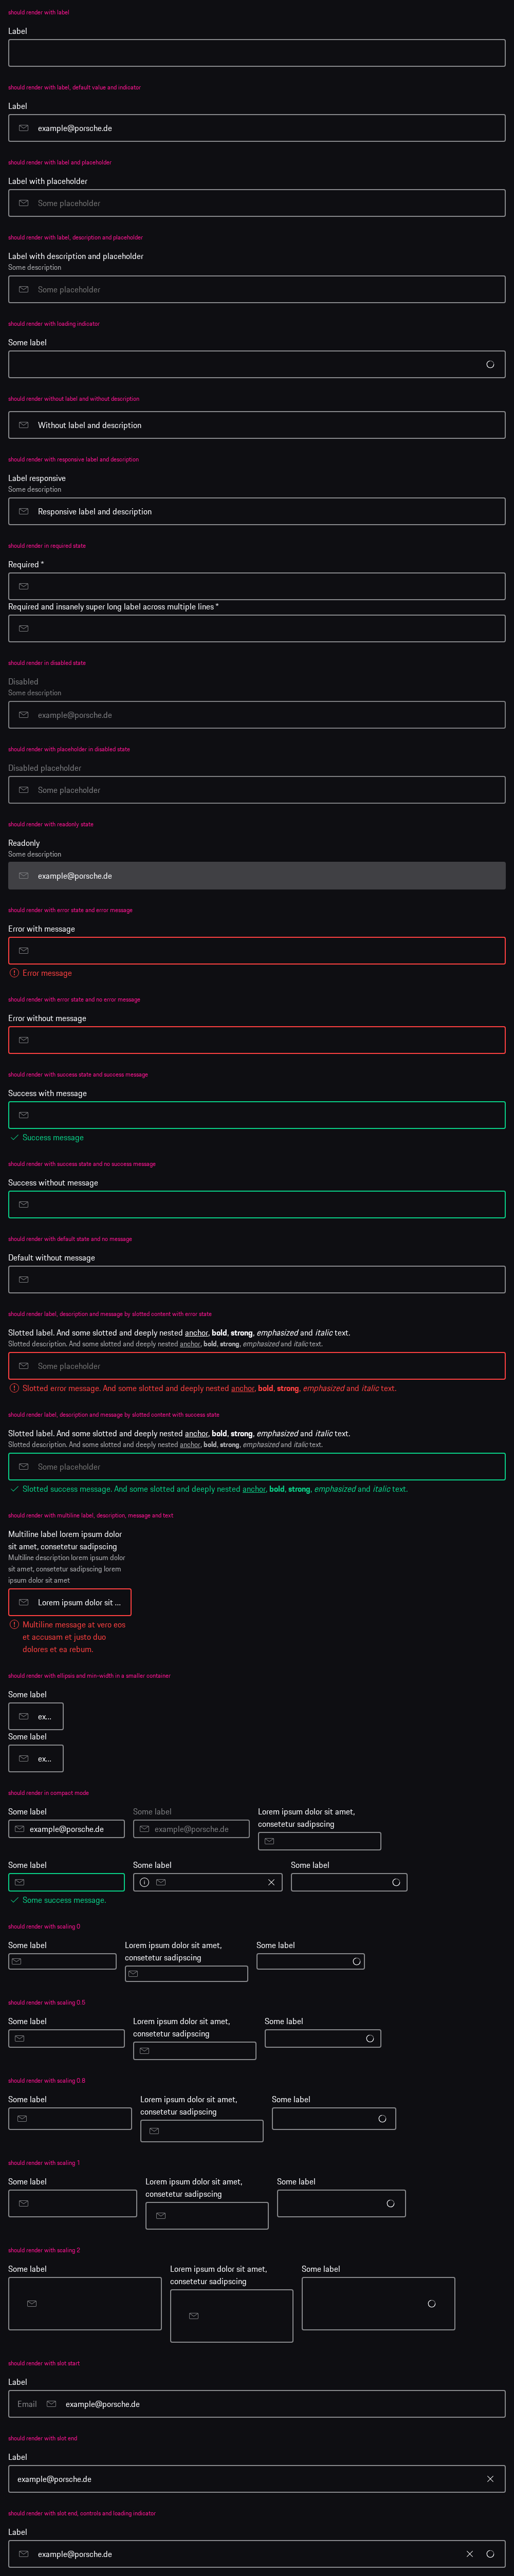 should render with label
Label
should render with label, default value and indicator
Label
example@porsche.de
should render with label and placeholder
Label with placeholder
Some placeholder
should render with label, description and placeholder
Label with description and placeholder
Some description
Some placeholder
should render with loading indicator
Some label
should render without label and without description
Without label and description
should render with responsive label and description
Label responsive
Some description
Responsive label and description
should render in required state
Required *
Required and insanely super long label across multiple lines *
should render in disabled state
Disabled
Some description
example@porsche.de
should render with placeholder in disabled state
Disabled placeholder
Some placeholder
should render with readonly state
Readonly
Some description
example@porsche.de
should render with error state and error message
Error with message
Error message
should render with error state and no error message
Error without message
should render with success state and success message
Success with message
Success message
should render with success state and no success message
Success without message
should render with default state and no message
Default without message
should render label, description and message by slotted content with error state
Slotted label. And some slotted and deeply nested anchor, bold, strong, emphasized and italic text.
Slotted description. And some slotted and deeply nested anchor, bold, strong, emphasized and italic text.
Some placeholder
Slotted error message. And some slotted and deeply nested anchor, bold, strong, emphasized and italic text.
should render label, description and message by slotted content with success state
Slotted label. And some slotted and deeply nested anchor, bold, strong, emphasized and italic text.
Slotted description. And some slotted and deeply nested anchor, bold, strong, emphasized and italic text.
Some placeholder
Slotted success message. And some slotted and deeply nested anchor, bold, strong, emphasized and italic text.
should render with multiline label, description, message and text
Multiline label lorem ipsum dolor
sit amet, consetetur sadipscing
Multiline description lorem ipsum dolor
sit amet, consetetur sadipscing lorem
ipsum dolor sit amet
Lorem ipsum dolor sit ...
Multiline message at vero eos
et accusam et justo duo
dolores et ea rebum.
should render with ellipsis and min-width in a smaller container
Some label
ex...
Some label
ex...
should render in compact mode
Some label
example@porsche.de
Some label
example@porsche.de
Lorem ipsum dolor sit amet,
consetetur sadipscing
Some label
Some success message.
Some label
Some label
should render with scaling 0
Some label
Lorem ipsum dolor sit amet,
consetetur sadipscing
Some label
should render with scaling 0.5
Some label
Lorem ipsum dolor sit amet,
consetetur sadipscing
Some label
should render with scaling 0.8
Some label
Lorem ipsum dolor sit amet,
consetetur sadipscing
Some label
should render with scaling 1
Some label
Lorem ipsum dolor sit amet,
consetetur sadipscing
Some label
should render with scaling 2
Some label
Lorem ipsum dolor sit amet,
consetetur sadipscing
Some label
should render with slot start
Label
Email
example@porsche.de
should render with slot end
Label
example@porsche.de
should render with slot end, controls and loading indicator
Label
example@porsche.de